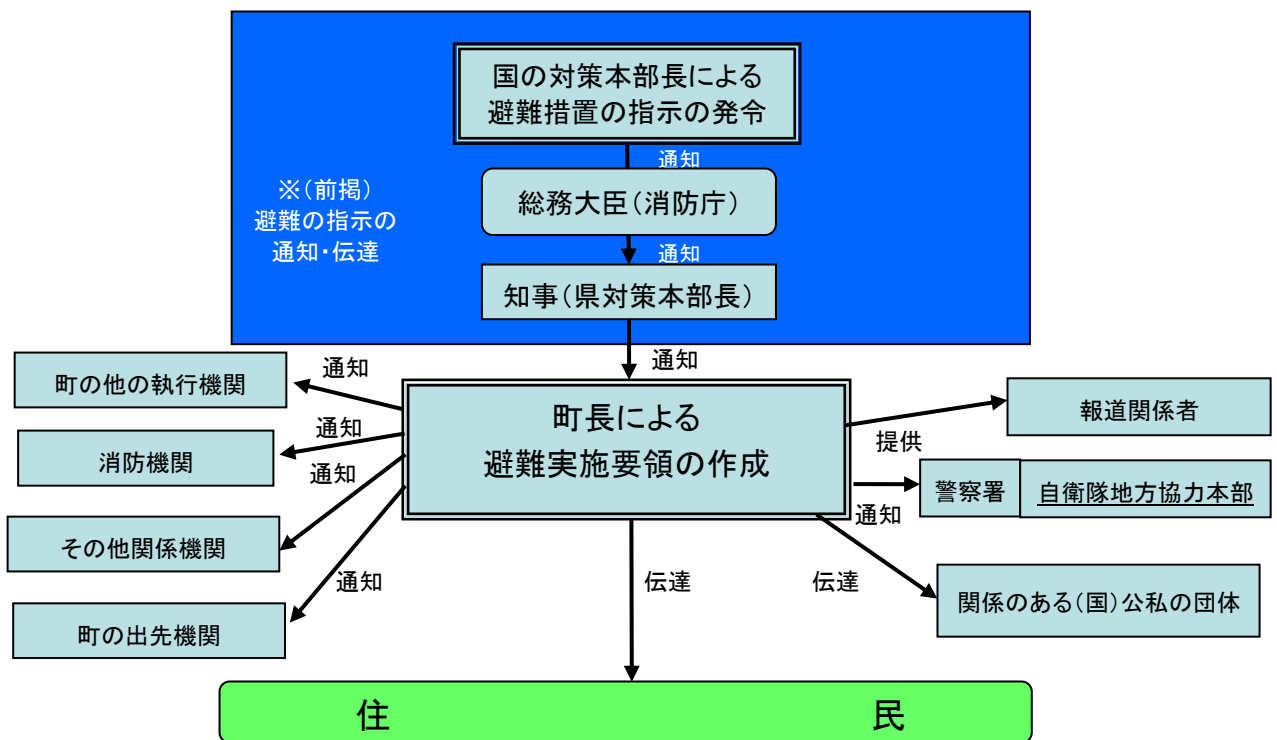 国の対策本部長による
避難措置の指示の発令
通知
※(前掲)
避難の指示の
通知・伝達
総務大臣(消防庁)
通知
知事(県対策本部長)
通知
町長による
避難実施要領の作成
通知
町の他の執行機関
通知
消防機関
通知
その他関係機関
通知
町の出先機関
提供
報道関係者
通知
警察署
自衛隊地方協力本部
伝達
関係のある(国)公私の団体
伝達
住 民